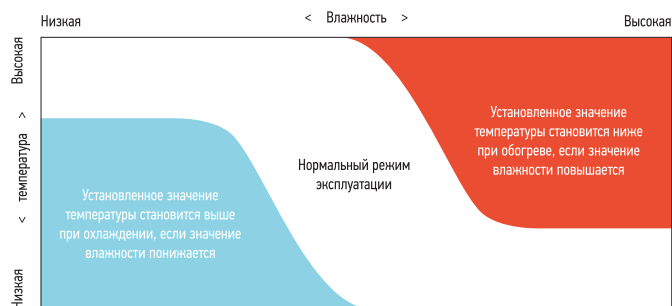 Низкая
< Влажность >
Высокая
Высокая
< температура >
Низкая
Установленное значение
температуры становится ниже
при обогреве, если значение
влажности повышается
Нормальный режим
эксплуатации
Установленное значение
температуры становится выше
при охлаждении, если значение
влажности понижается